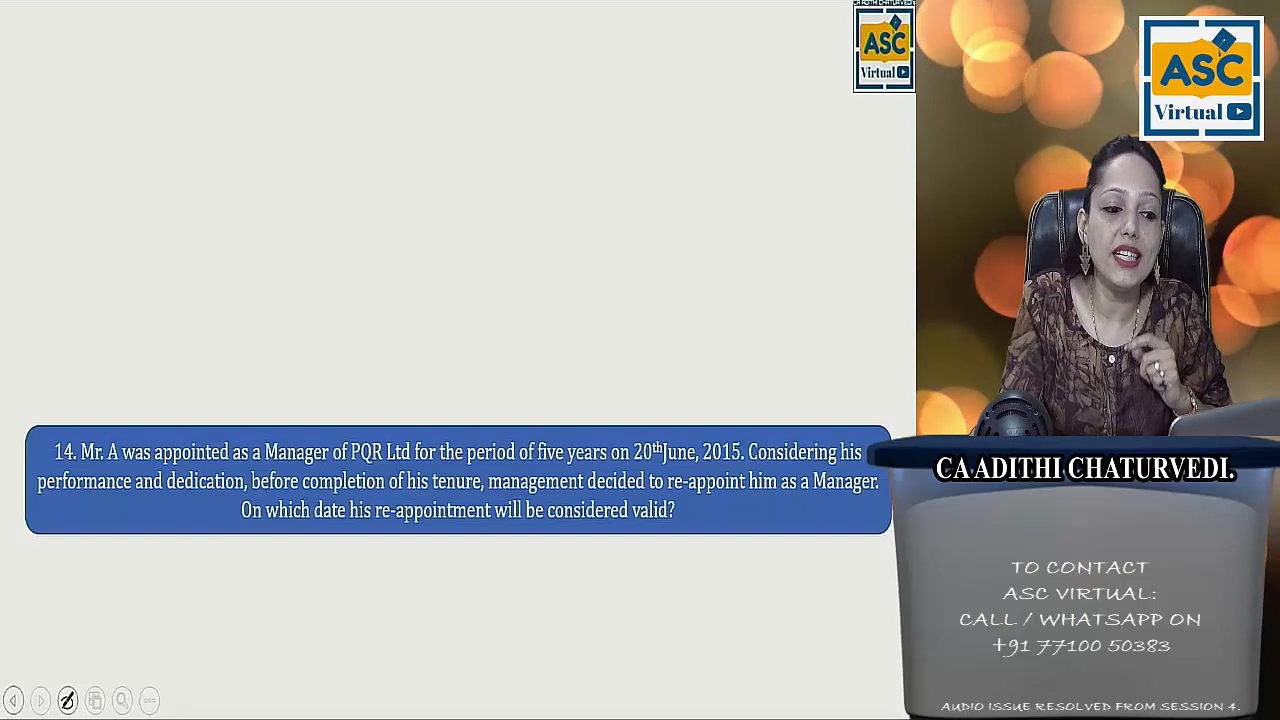 CA ADITHI CHATURVEDI
ASC
Virtual
ASC
Virtual
14. Mr. A was appointed as a Manager of PQR Ltd for the period of five years on 20thJune, 2015. Considering his
performance and dedication, before completion of his tenure, management decided to re-appoint him as a Manager.
On which date his re-appointment will be considered valid?
CA ADITHI CHATURVEDI.
TO CONTACT
ASC VIRTUAL:
CALL / WHATSAPP ON
+91 77100 50383
AUDIO ISSUE RESOLVED FROM SESSION 4.